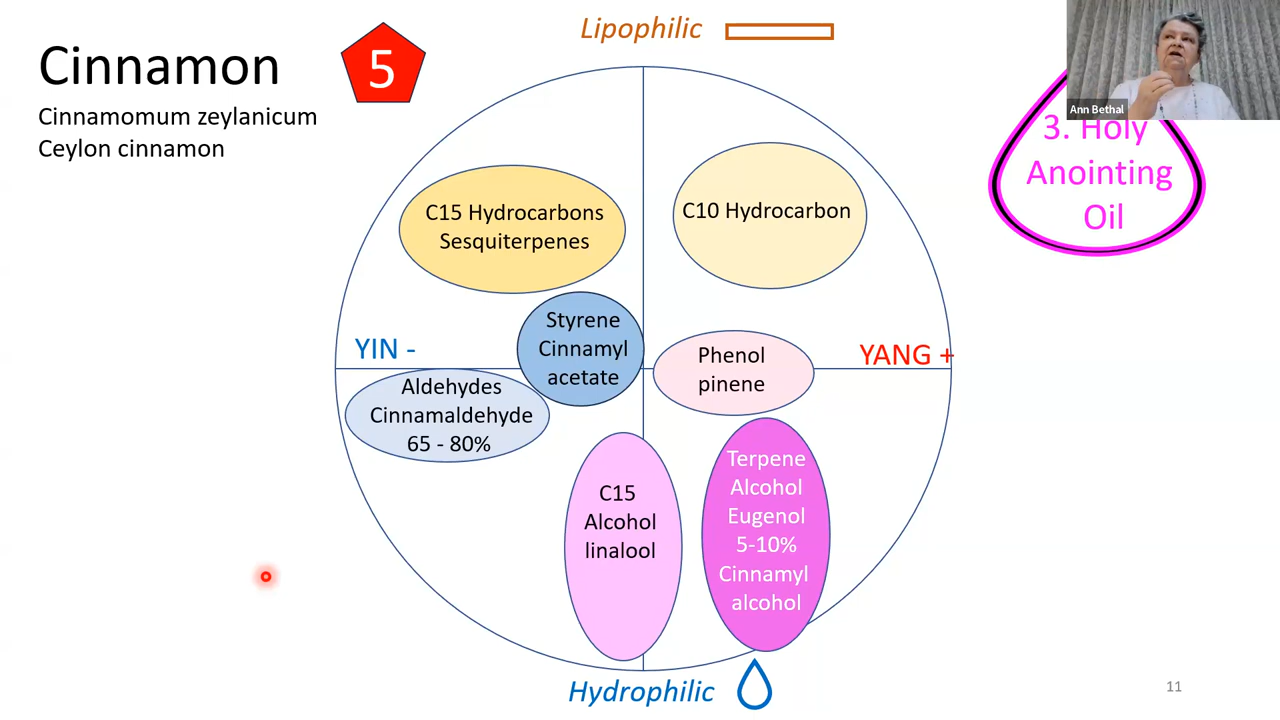 Cinnamon
5
Cinnamomum zeylanicum
Ceylon cinnamon
Lipophilic
Ann Bethal
3. Holy
Anointing
Oil
C15 Hydrocarbons
Sesquiterpenes
C10 Hydrocarbon
Styrene
Cinnamyl
acetate
Phenol
pinene
YIN -
YANG +
Aldehydes
Cinnamaldehyde
65 - 80%
C15
Alcohol
linalool
Terpene
Alcohol
Eugenol
5-10%
Cinnamyl
alcohol
Hydrophilic
11